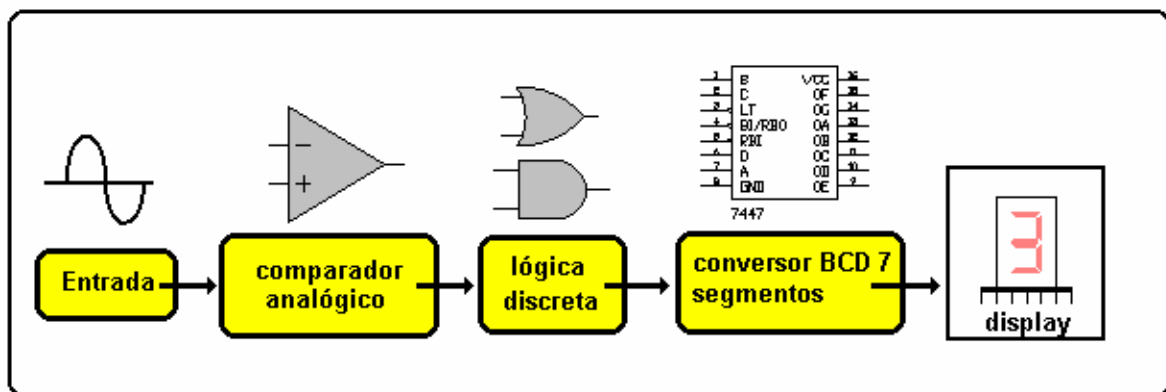 B VCC
C OF
LT OG
BI/RBO OA
RBI OB
D OC
A OD
GND OE
7447
Entrada
comparador
analógico
lógica
discreta
conversor BCD 7
segmentos
3
display